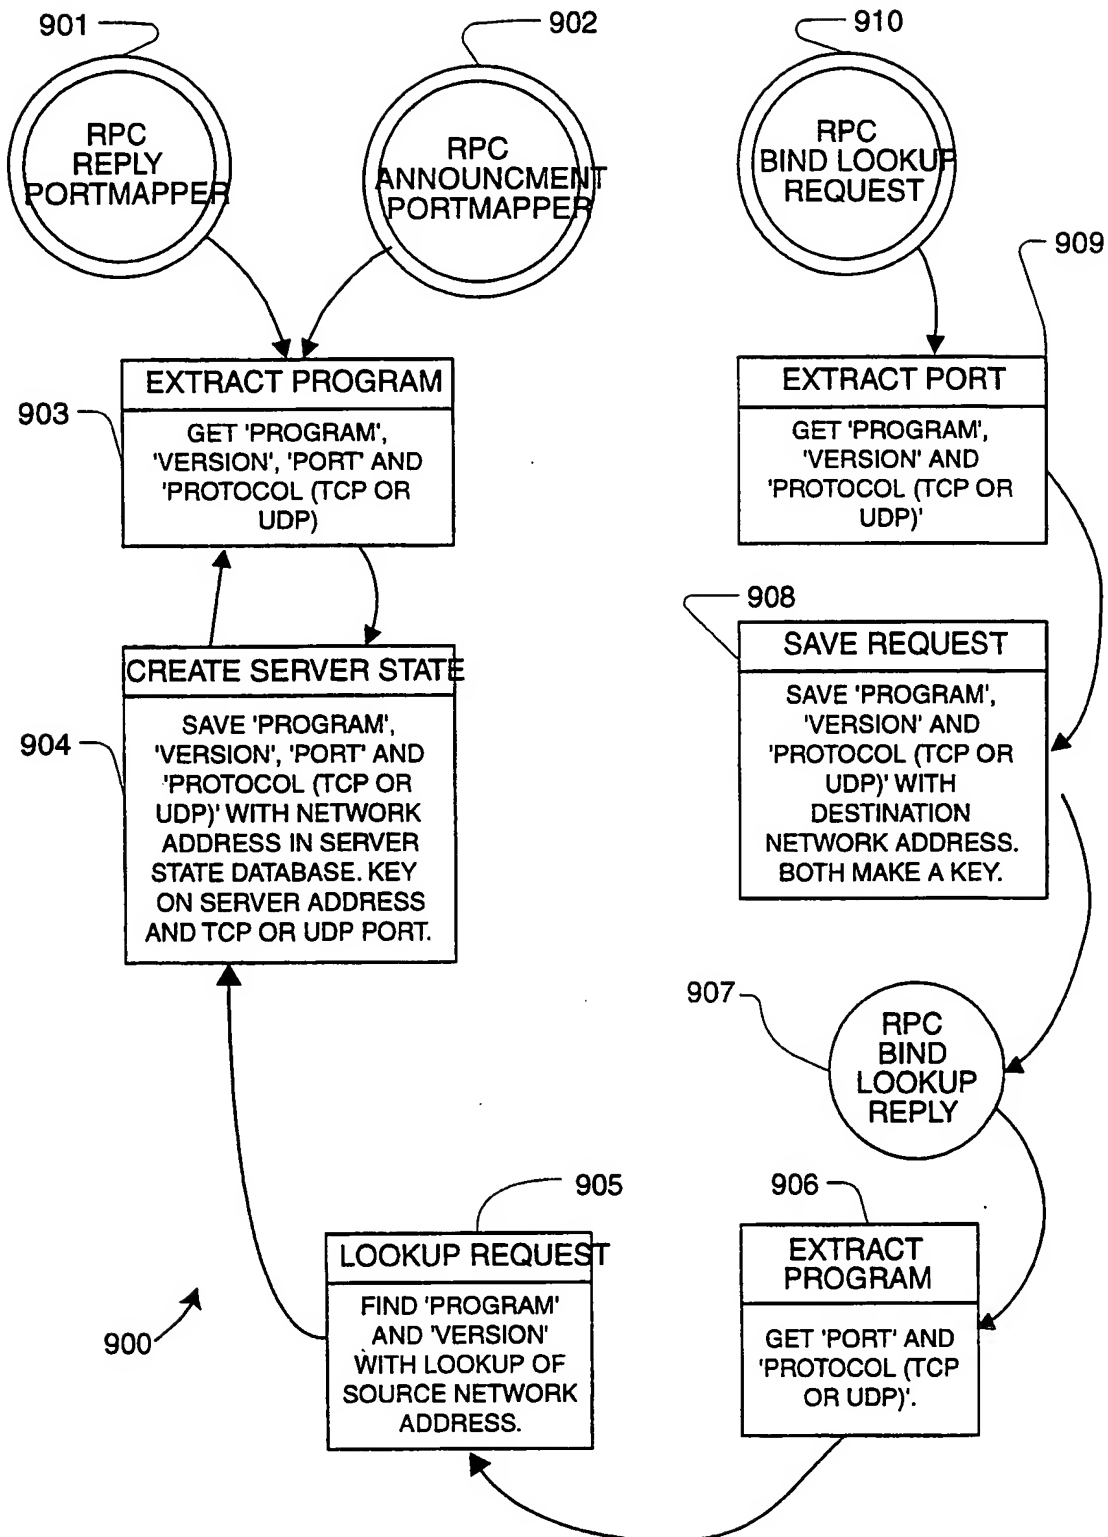 901
RPC
REPLY
PORTMAPPER
902
RPC
ANNOUNCMENT
PORTMAPPER
910
RPC
BIND LOOKUP
REQUEST
903
EXTRACT PROGRAM
GET 'PROGRAM',
'VERSION', 'PORT' AND
'PROTOCOL (TCP OR
UDP)
909
EXTRACT PORT
GET 'PROGRAM',
'VERSION' AND
'PROTOCOL (TCP OR
UDP)'
904
CREATE SERVER STATE
SAVE 'PROGRAM',
'VERSION', 'PORT' AND
'PROTOCOL (TCP OR
UDP)' WITH NETWORK
ADDRESS IN SERVER
STATE DATABASE. KEY
ON SERVER ADDRESS
AND TCP OR UDP PORT.
908
SAVE REQUEST
SAVE 'PROGRAM',
'VERSION' AND
'PROTOCOL (TCP OR
UDP)' WITH
DESTINATION
NETWORK ADDRESS.
BOTH MAKE A KEY.
907
RPC
BIND
LOOKUP
REPLY
905
LOOKUP REQUEST
FIND 'PROGRAM'
AND 'VERSION'
WITH LOOKUP OF
SOURCE NETWORK
ADDRESS.
906
EXTRACT
PROGRAM
GET 'PORT' AND
'PROTOCOL (TCP
OR UDP)'.
900